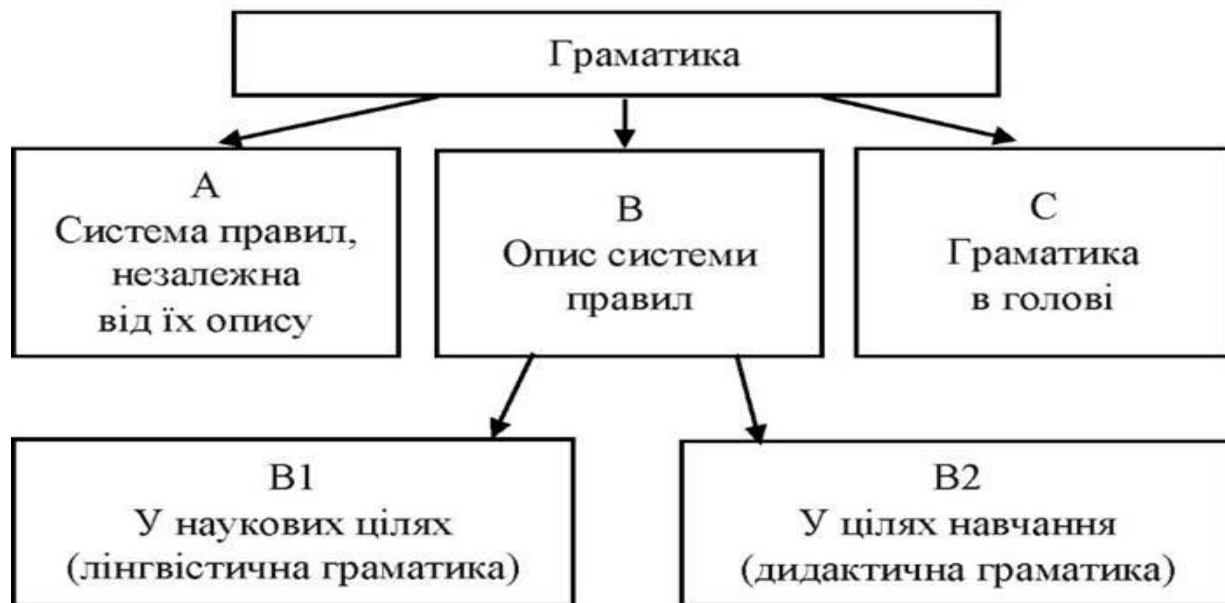 Граматика
А
Система правил,
незалежна
від їх опису
В
Опис системи
правил
С
Граматика
в голові
В1
У наукових цілях
(лінгвістична граматика)
В2
У цілях навчання
(дидактична граматика)